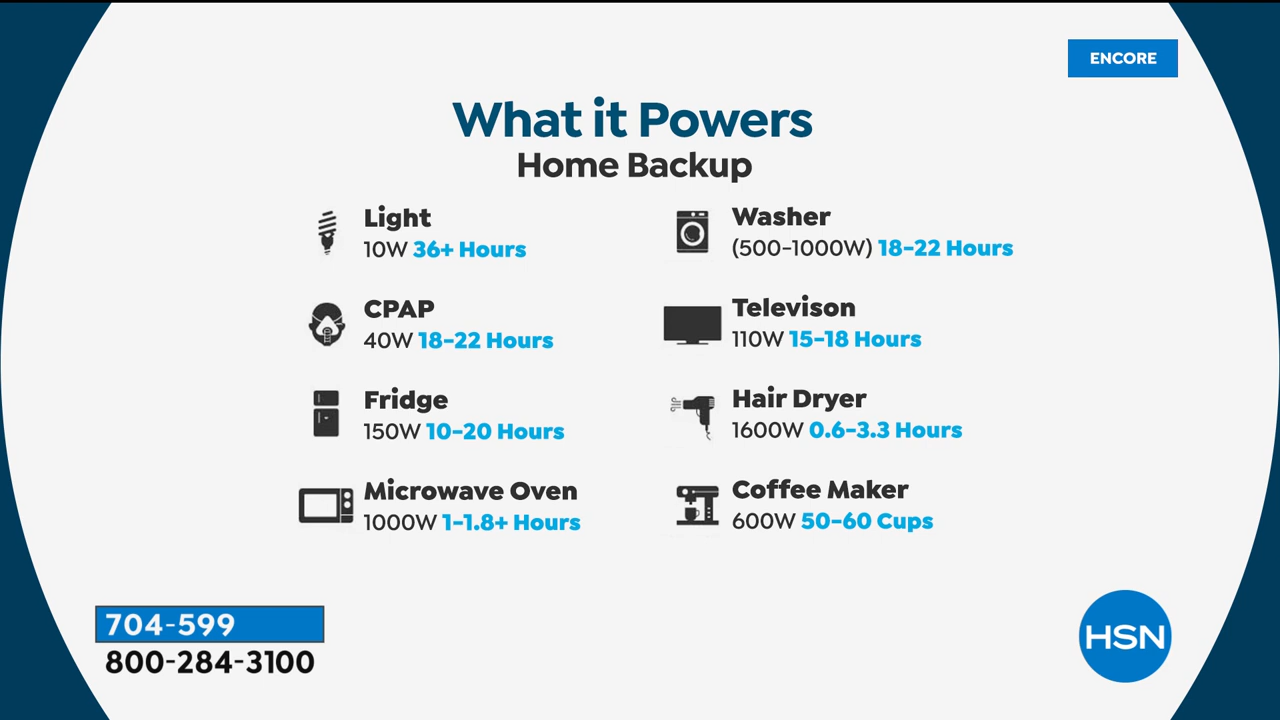 ENCORE
What it Powers
Home Backup
Light
10W 36+ Hours
CPAP
40W 18-22 Hours
Fridge
150W 10-20 Hours
Microwave Oven
1000W 1-1.8+ Hours
Washer
(500-1000W) 18-22 Hours
Televison
110W 15-18 Hours
Hair Dryer
1600W 0.6-3.3 Hours
Coffee Maker
600W 50-60 Cups
704-599
800-284-3100
HSN